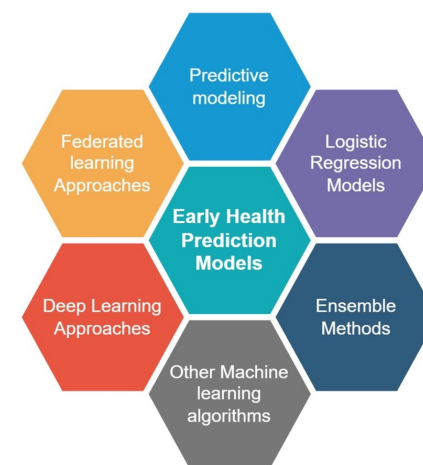 Predictive
modeling
Federated
learning
Approaches
Logistic
Regression
Models
Early Health
Prediction
Models
Deep Learning
Approaches
Ensemble
Methods
Other Machine
learning
algorithms